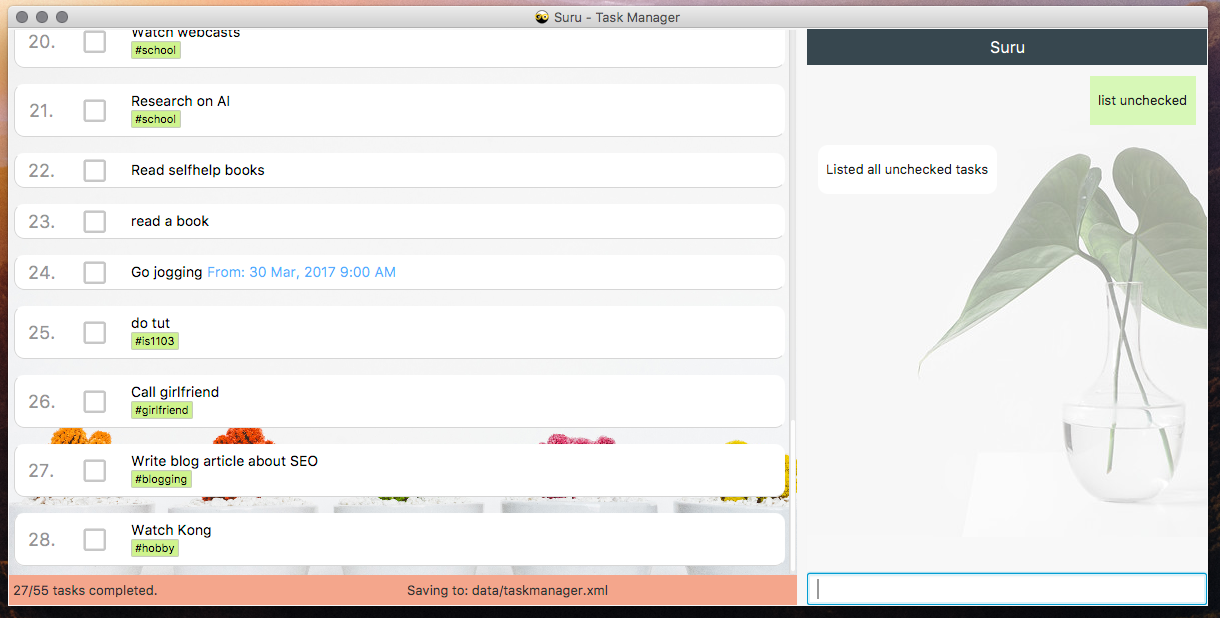 Suru - Task Manager
20.
Watch webcasts
#school
21.
Research on AI
#school
22.
Read selfhelp books
23.
read a book
24.
Go jogging From: 30 Mar, 2017 9:00 AM
25.
do tut
#is1103
26.
Call girlfriend
#girlfriend
27.
Write blog article about SEO
#blogging
28.
Watch Kong
#hobby
27/55 tasks completed.
Saving to: data/taskmanager.xml
Suru
list unchecked
Listed all unchecked tasks